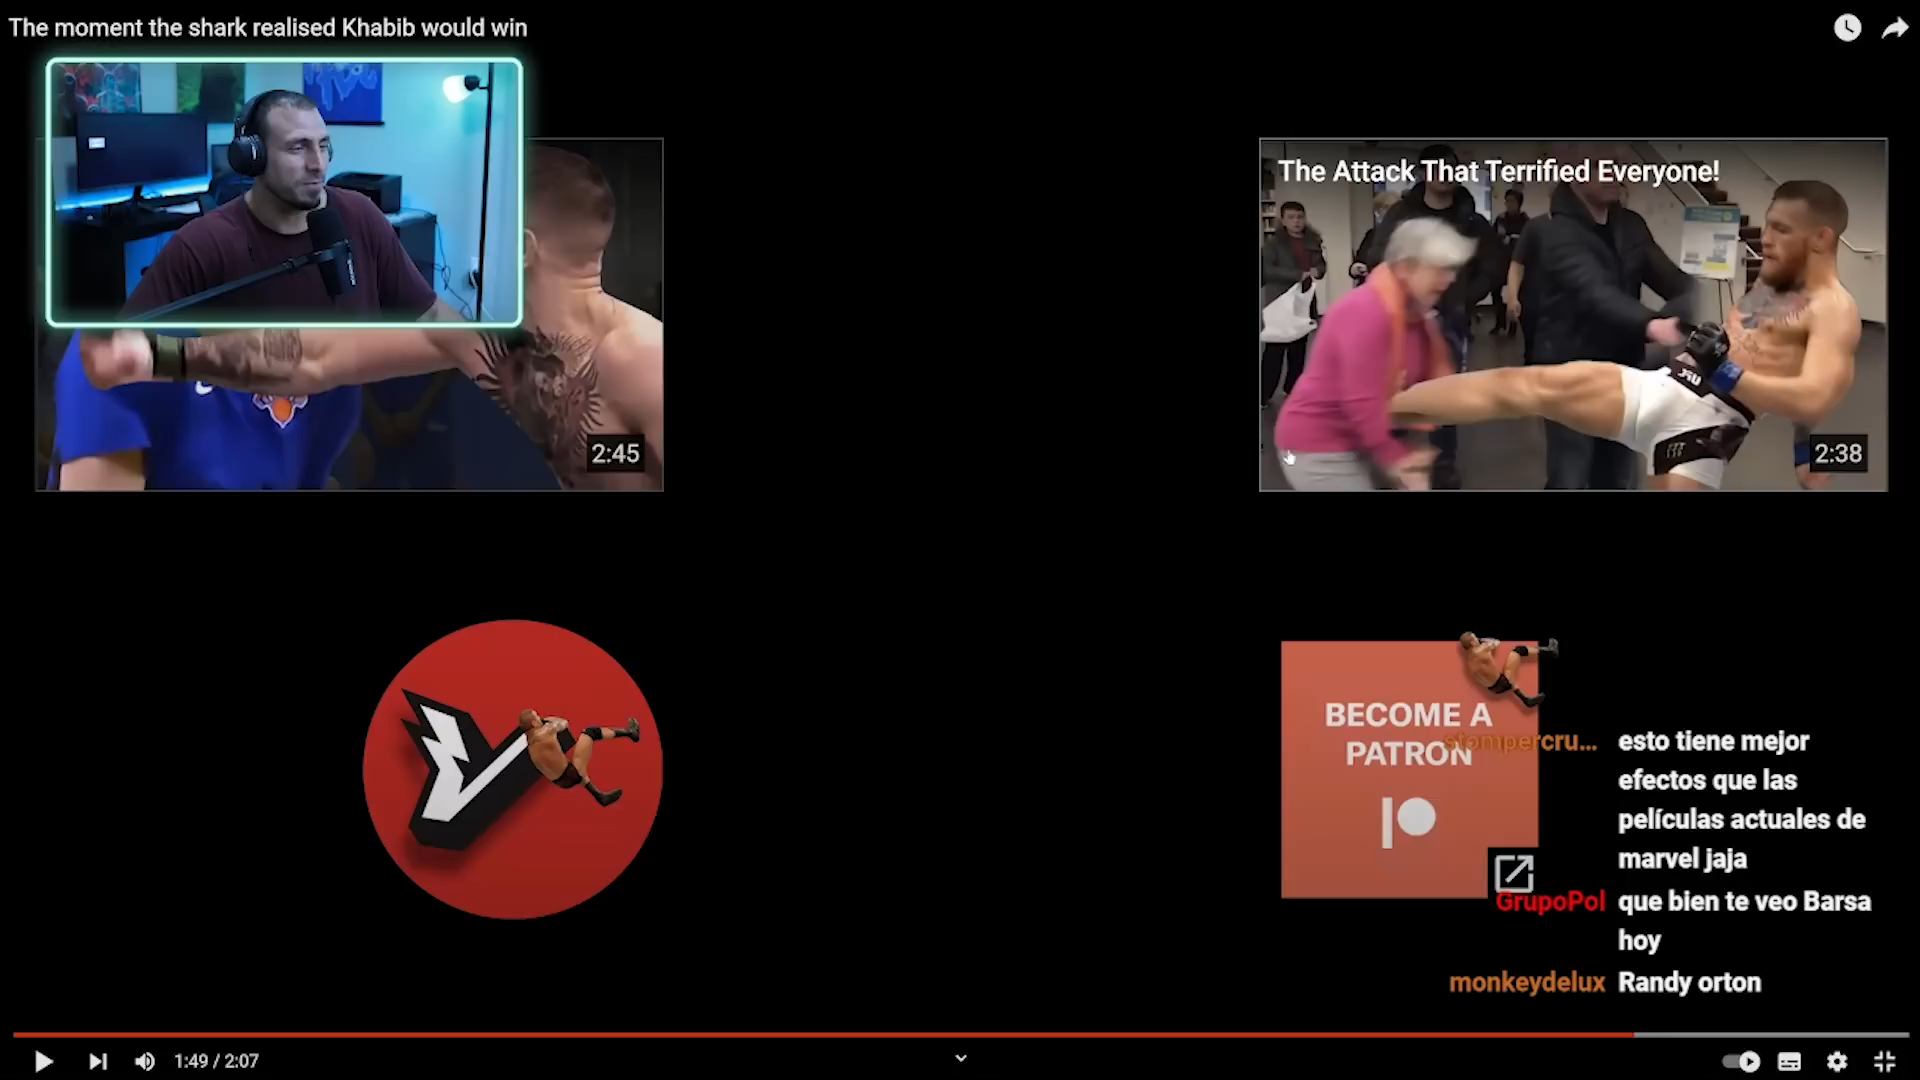 The moment the shark realised Khabib would win
The Attack That Terrified Everyone!
2:45
2:38
BECOME A
PATRON
stompercru... esto tiene mejor
efectos que las
películas actuales de
marvel jaja
GrupoPol que bien te veo Barsa
hoy
monkeydelux Randy orton
1:49 / 2:07